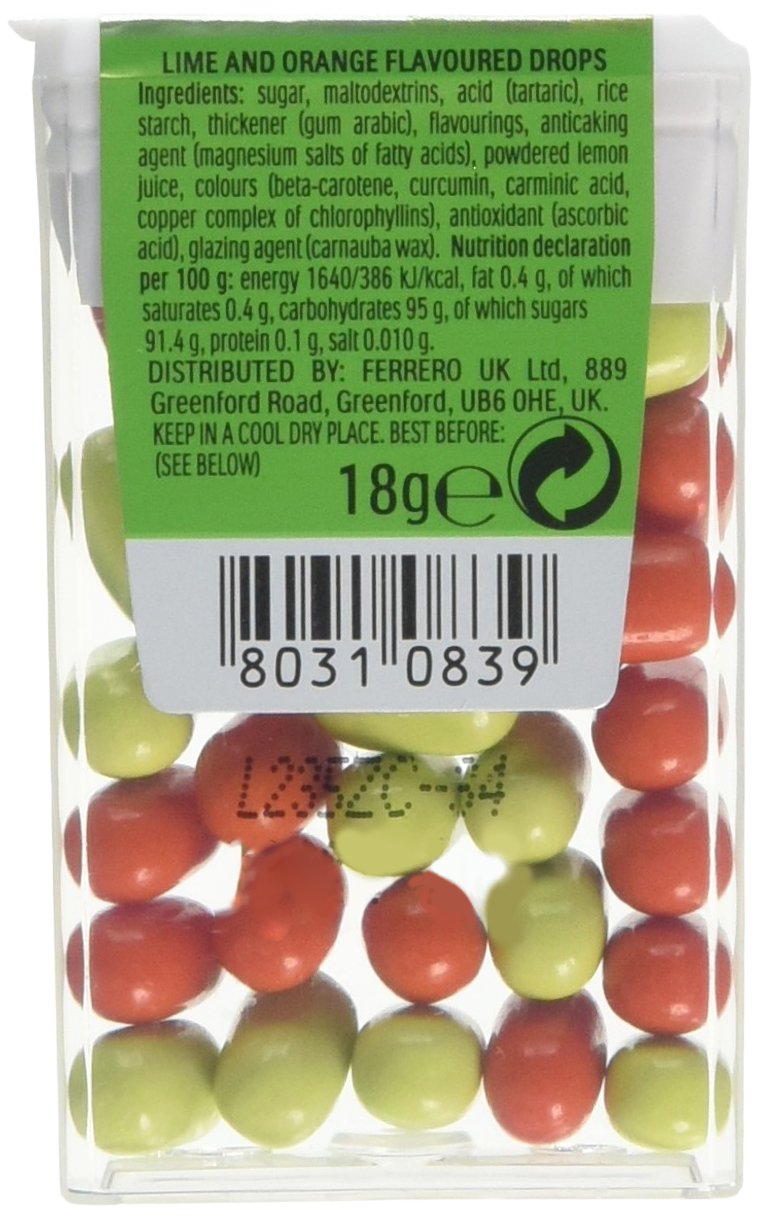 LIME AND ORANGE FLAVOURED DROPS
Ingredients: sugar, maltodextrins, acid (tartaric), rice
starch, thickener (gum arabic), flavourings, anticaking
agent (magnesium salts of fatty acids), powdered lemon
juice, colours (beta-carotene, curcumin, carminic acid,
copper complex of chlorophyllins), antioxidant (ascorbic
acid), glazing agent (carnauba wax). Nutrition declaration
per 100 g: energy 1640/386 kJ/kcal, fat 0.4 g, of which
saturates 0.4 g, carbohydrates 95 g, of which sugars
91.4 g, protein 0.1 g, salt 0.010 g.
DISTRIBUTED BY: FERRERO UK Ltd, 889
Greenford Road, Greenford, UB6 0HE, UK.
KEEP IN A COOL DRY PLACE. BEST BEFORE:
(SEE BELOW)
18g℮
8031 0839